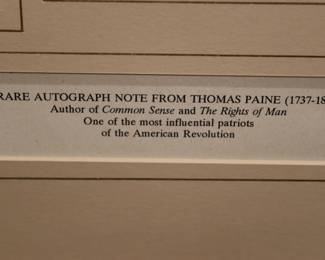 RARE AUTOGRAPH NOTE FROM THOMAS PAINE (1737-18
Author of Common Sense and The Rights of Man
One of the most influential patriots
of the American Revolution